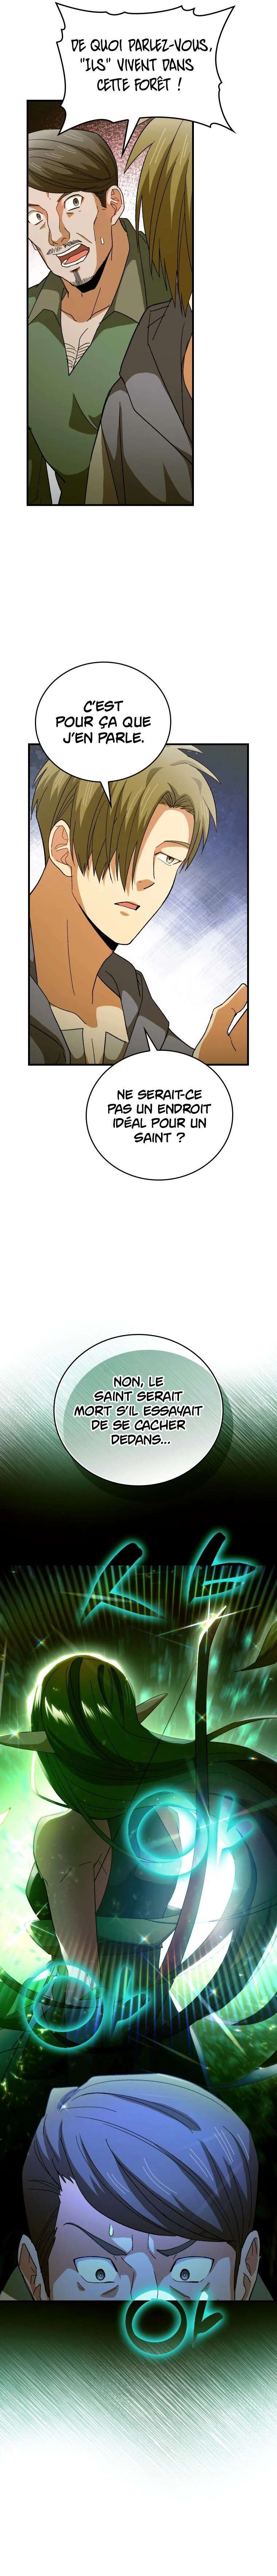 DE QUOI PARLEZ-VOUS,
"ILS" VIVENT DANS
CETTE FORÊT !
C'EST
POUR ÇA QUE
J'EN PARLE.
NE SERAIT-CE
PAS UN ENDROIT
IDÉAL POUR UN
SAINT ?
NON, LE
SAINT SERAIT
MORT S'IL ESSAYAIT
DE SE CACHER
DEDANS...